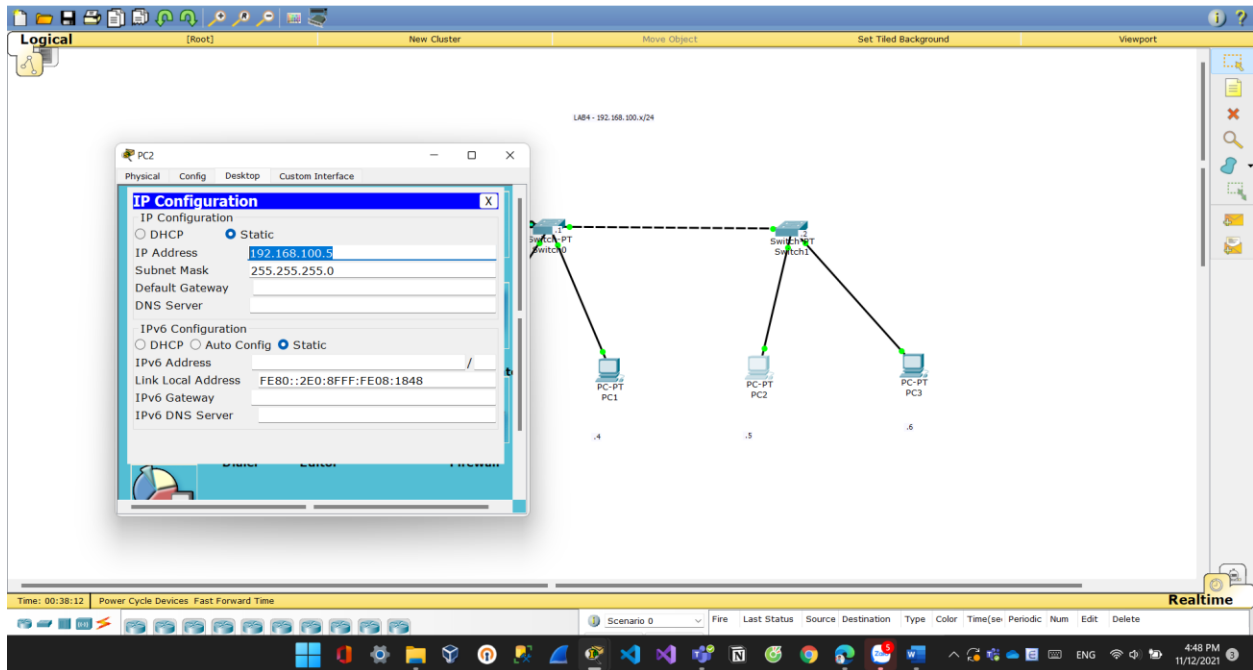 Logical [Root] New Cluster Move Object Set Tiled Background Viewport
LAB4 - 192.168.100.x/24
PC2
Physical Config Desktop Custom Interface
IP Configuration X
IP Configuration
DHCP Static
IP Address 192.168.100.5
Subnet Mask 255.255.255.0
Default Gateway
DNS Server
IPv6 Configuration
DHCP Auto Config Static
IPv6 Address /
Link Local Address FE80::2E0:8FFF:FE08:1848
IPv6 Gateway
IPv6 DNS Server
.1
Switch-PT
Switch0
.2
Switch-PT
Switch1
PC-PT
PC1
PC-PT
PC2
PC-PT
PC3
.4
.5
.6
Time: 00:38:12 Power Cycle Devices Fast Forward Time Realtime
Scenario 0 Fire Last Status Source Destination Type Color Time(se Periodic Num Edit Delete
ENG 4:48 PM
11/12/2021